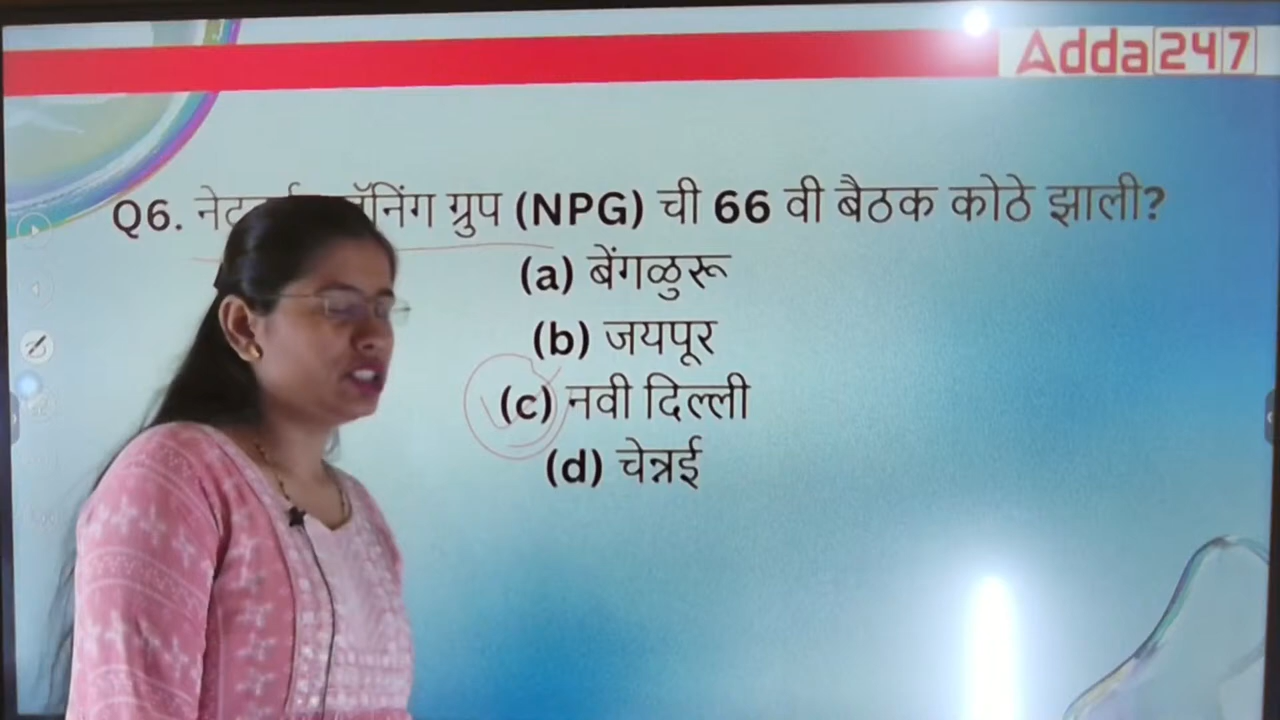 Adda247
Q6. ग्रुप (NPG) ची 66 वी बैठक कोठे झाली?
(a) बेंगळुरू
(b) जयपूर
(c) नवी दिल्ली
(d) चेन्नई